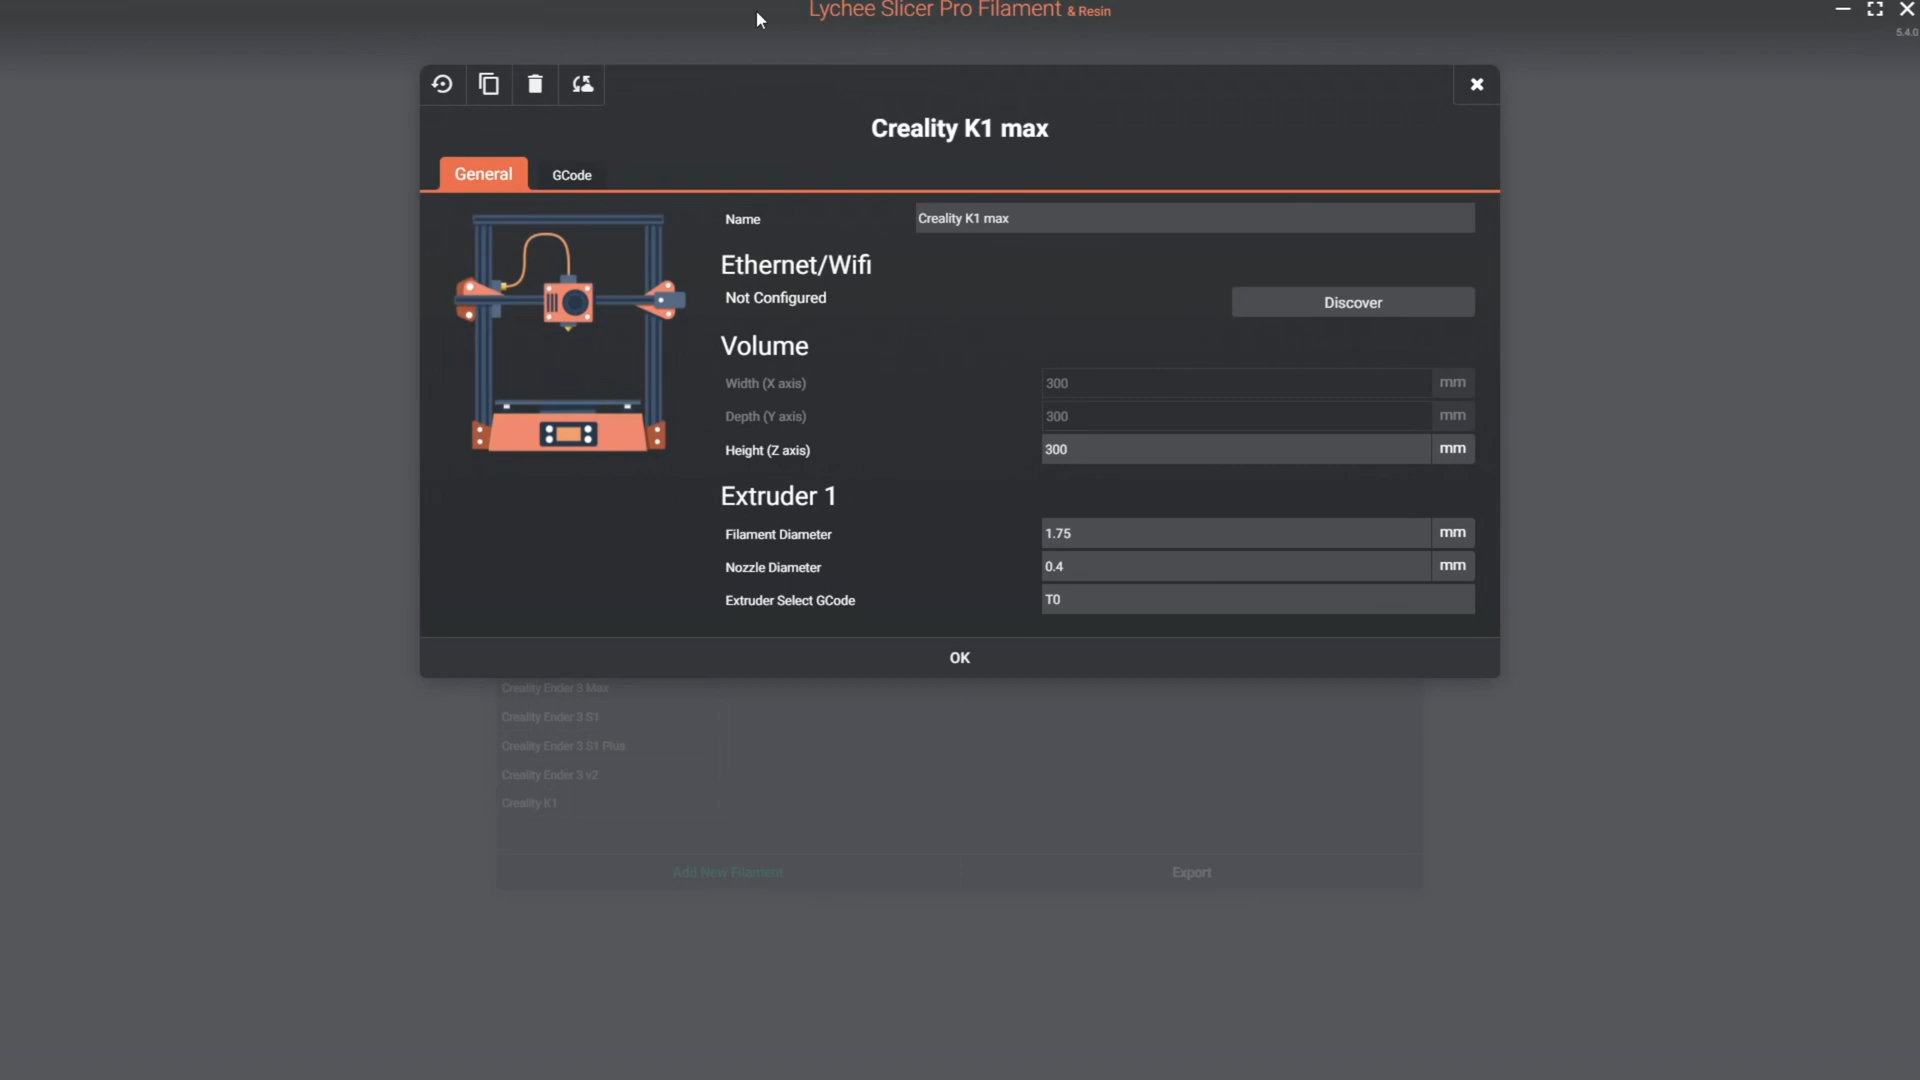 Lychee Slicer Pro Filament & Resin
5.4.0
Creality K1 max
General
GCode
Name
Creality K1 max
Ethernet/Wifi
Not Configured
Discover
Volume
Width (X axis)
300
mm
Depth (Y axis)
300
mm
Height (Z axis)
300
mm
Extruder 1
Filament Diameter
1.75
mm
Nozzle Diameter
0.4
mm
Extruder Select GCode
T0
OK
Creality Ender 3 Max
Creality Ender 3 S1
Creality Ender 3 S1 Plus
Creality Ender 3 v2
Creality K1
Add New Filament
Export